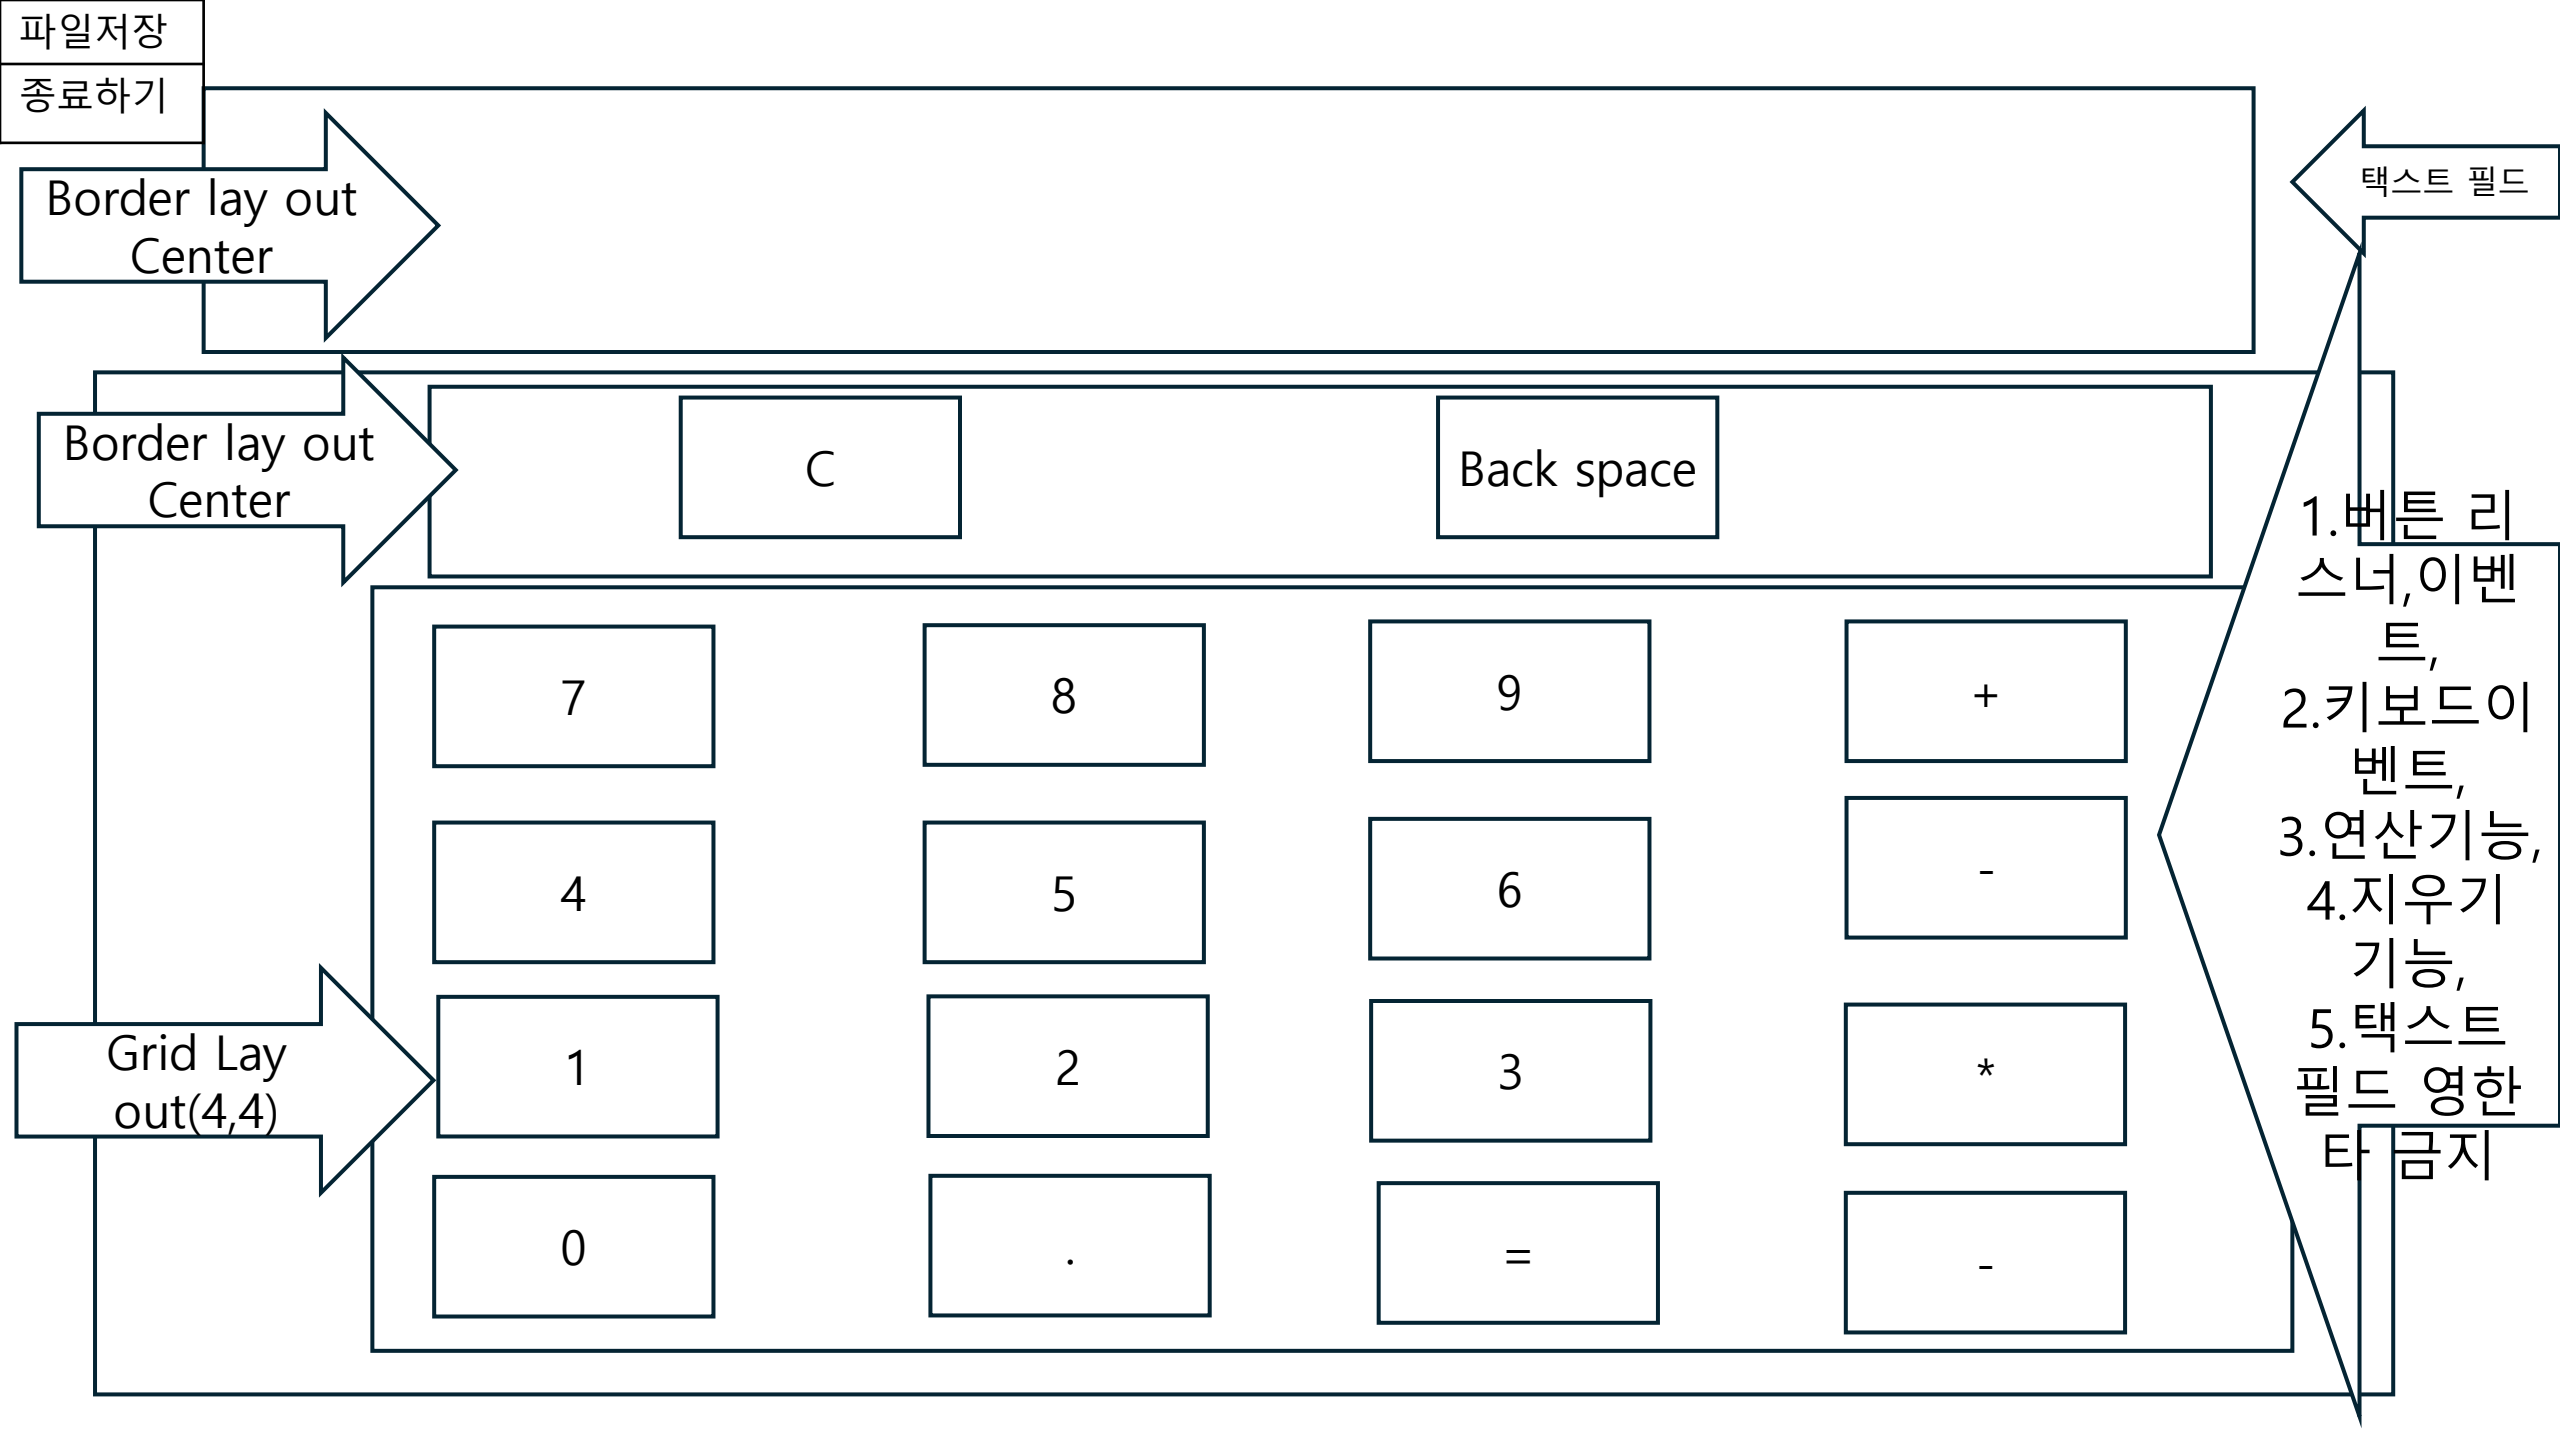 파일저장
종료하기
Border lay out
Center
택스트 필드
Border lay out
Center
C
Back space
7
8
9
+
4
5
6
-
Grid Lay
out(4,4)
1
2
3
*
0
.
=
-
1.버튼 리
스너,이벤
트,
2.키보드이
벤트,
3.연산기능,
4.지우기
기능,
5.택스트
필드 영한
타 금지